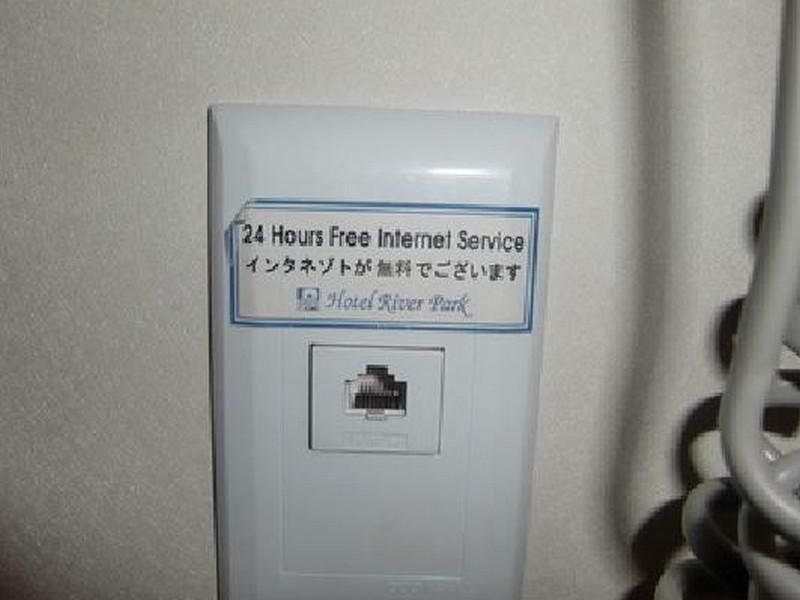 24 Hours Free Internet Service
インタネゾトが無料でございます
Hotel River Park